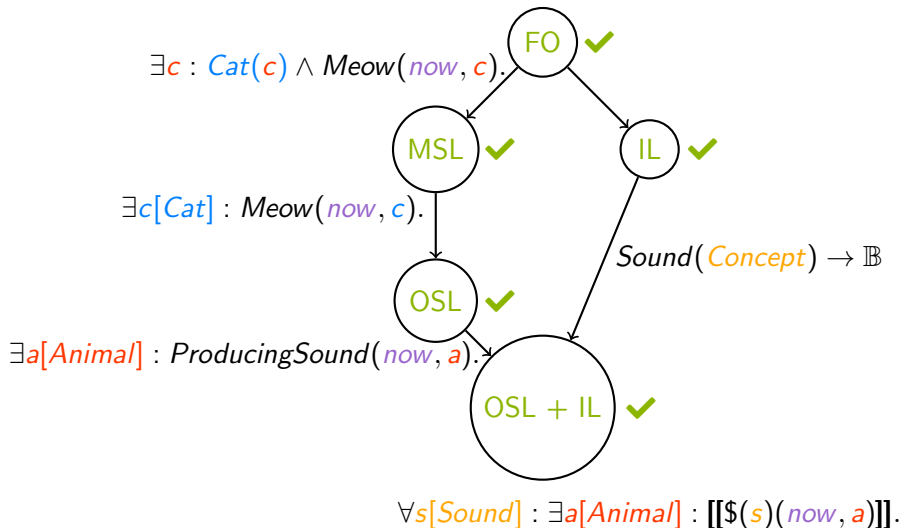 FO
∃c : Cat(c) ∧ Meow(now, c).
MSL
IL
∃c[Cat] : Meow(now, c).
Sound(Concept) → 𝔹
OSL
∃a[Animal] : ProducingSound(now, a).
OSL + IL
∀s[Sound] : ∃a[Animal] : [[$(s)(now, a)]].